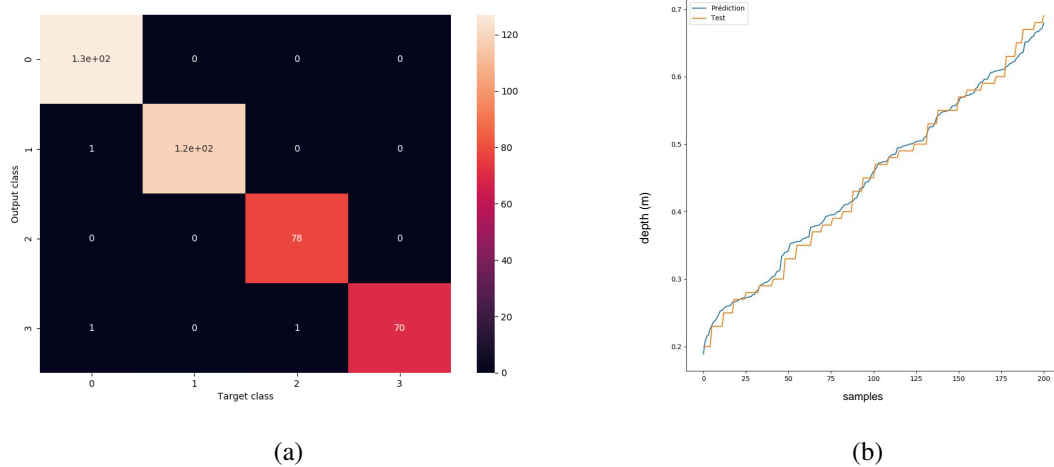 1.3e+02 0 0 0
1 1.2e+02 0 0
0 0 78 0
1 0 1 70
0
1
2
3
Output class
0 1 2 3
Target class
120
100
80
60
40
20
0
(a)
Prédiction
Test
0.7
0.6
0.5
0.4
0.3
0.2
depth (m)
0 25 50 75 100 125 150 175 200
samples
(b)